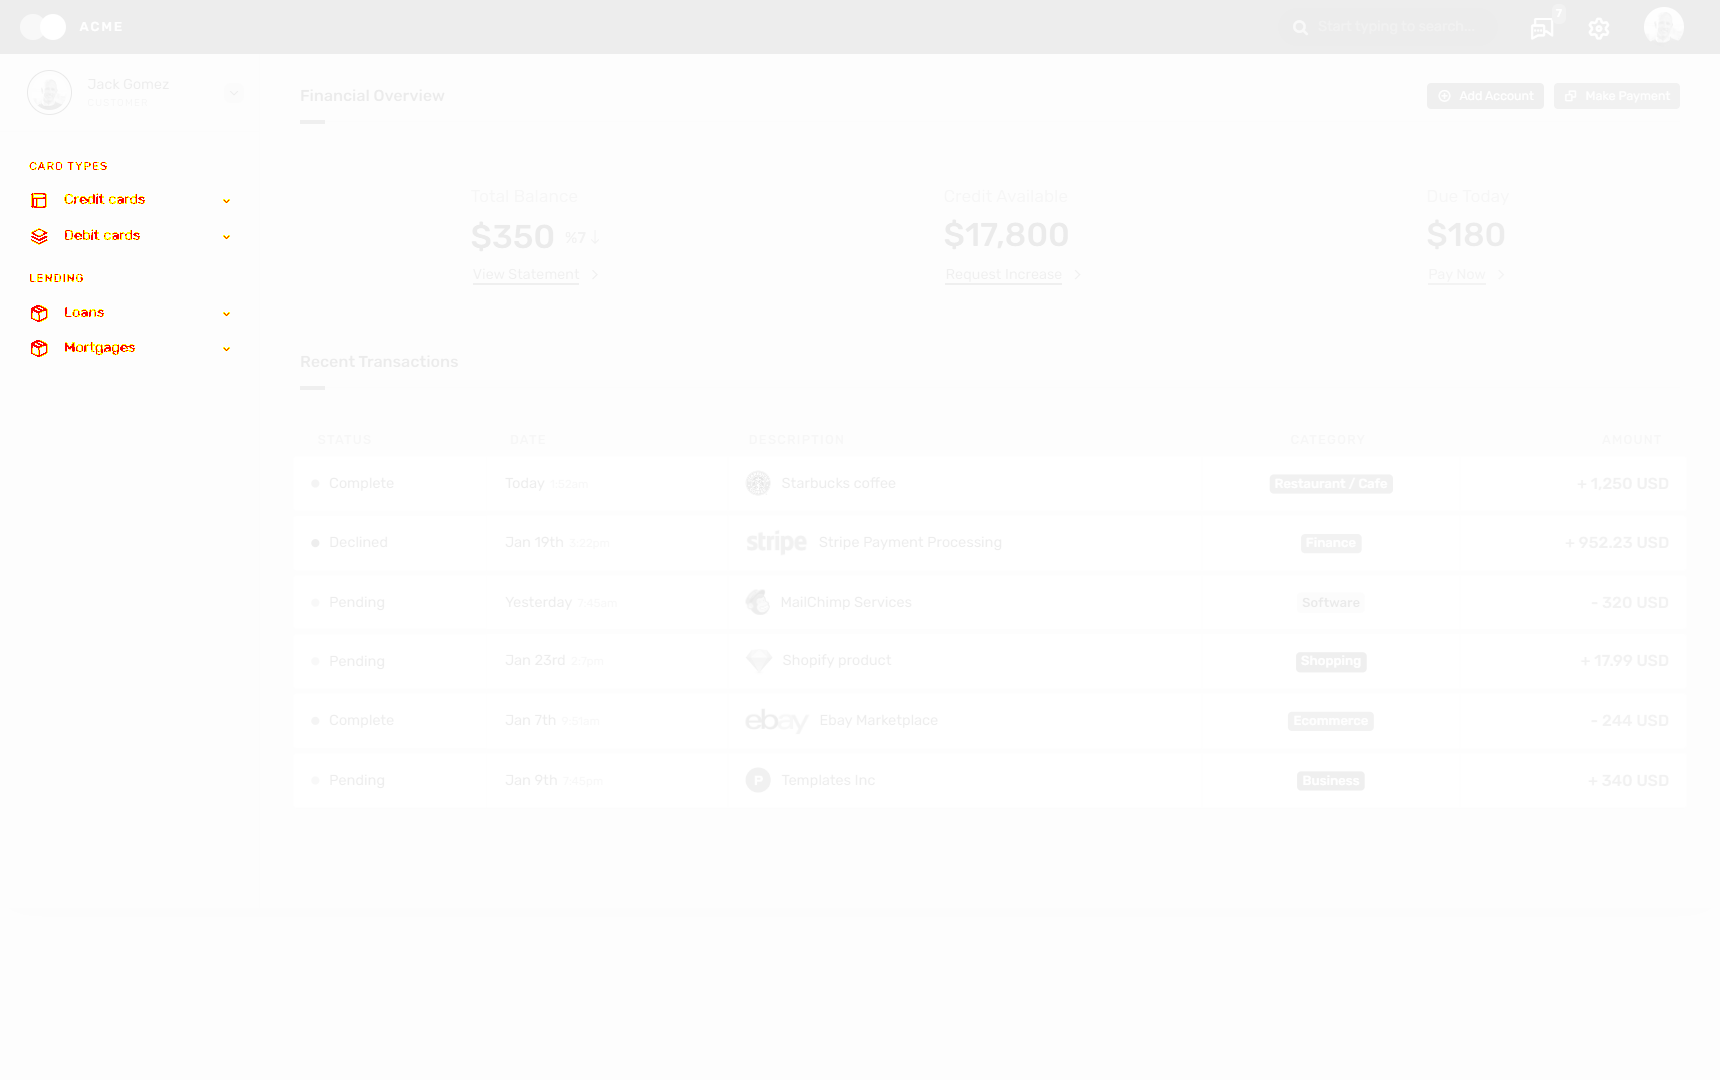 ACME
Start typing to search...
7
Jack Gomez
CUSTOMER
CARD TYPES
Credit cards
Debit cards
LENDING
Loans
Mortgages
Financial Overview
Add Account
Make Payment
Total Balance
$350 %7 ↓
View Statement
Credit Available
$17,800
Request Increase
Due Today
$180
Pay Now
Recent Transactions
STATUS DATE DESCRIPTION CATEGORY AMOUNT
Complete Today 1:52am Starbucks coffee Restaurant / Cafe + 1,250 USD
Declined Jan 19th 3:22pm stripe Stripe Payment Processing Finance + 952.23 USD
Pending Yesterday 7:45am MailChimp Services Software - 320 USD
Pending Jan 23rd 2:7pm Shopify product Shopping + 17.99 USD
Complete Jan 7th 9:51am ebay Ebay Marketplace Ecommerce - 244 USD
Pending Jan 9th 7:45pm P Templates Inc Business + 340 USD